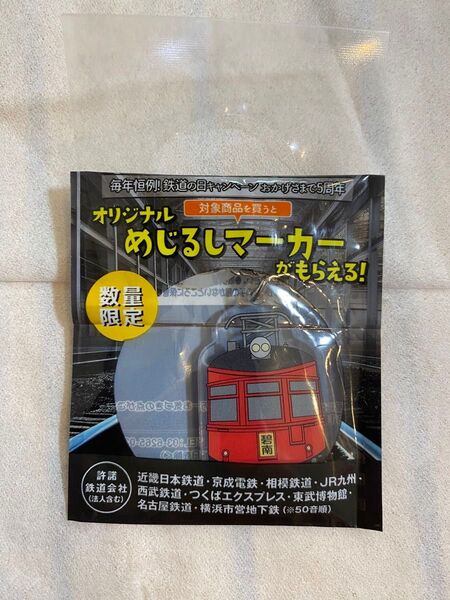 毎年恒例!鉄道の日キャンペーン おかげさまで5周年
対象商品を買うと
オリジナル
めじるしマーカー
がもらえる!
数量
限定
碧南
許諾
鉄道会社
(法人含む)
近畿日本鉄道・京成電鉄・相模鉄道・JR九州・
西武鉄道・つくばエクスプレス・東武博物館・
名古屋鉄道・横浜市営地下鉄 (※50音順)